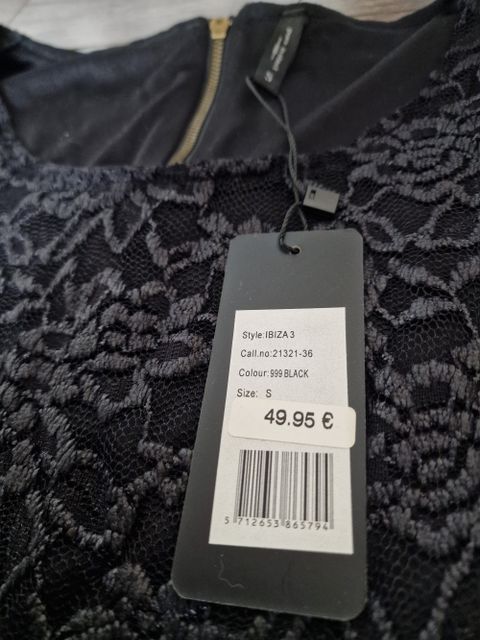 Style:IBIZA 3
Call.no:21321-36
Colour:999 BLACK
Size: S
49.95 €
5 712653 865794